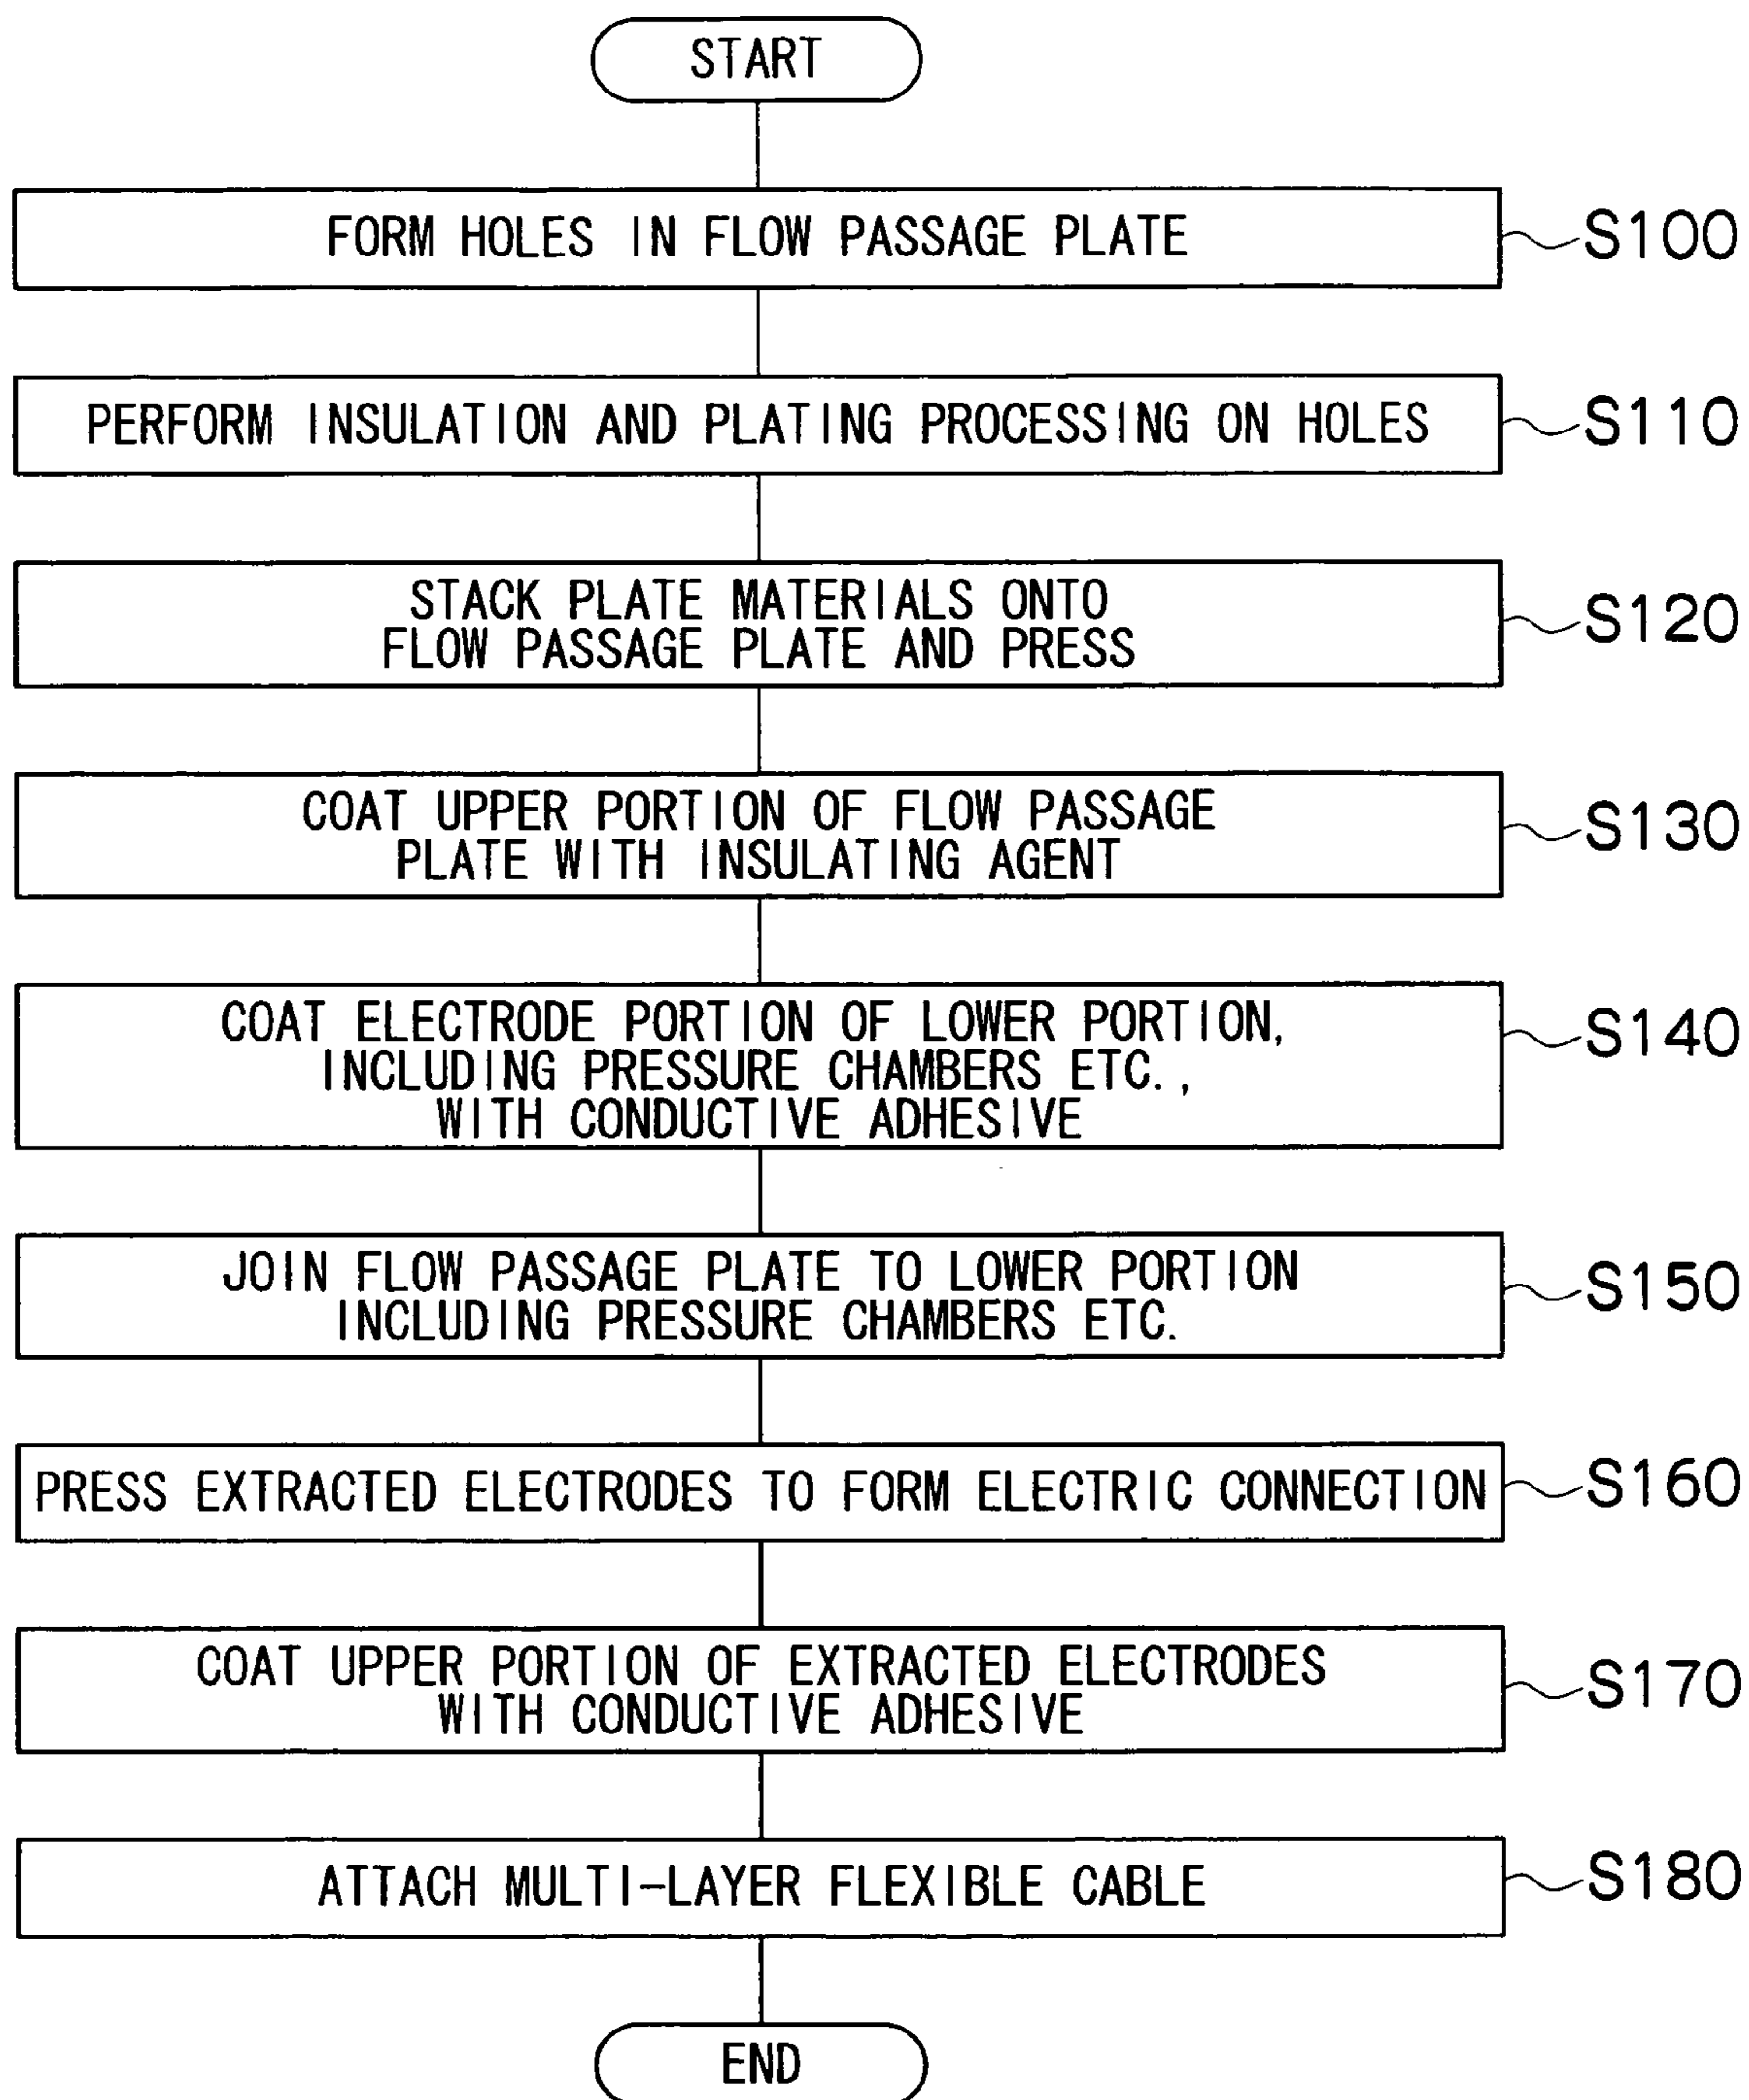 START
FORM HOLES IN FLOW PASSAGE PLATE
S100
PERFORM INSULATION AND PLATING PROCESSING ON HOLES
S110
STACK PLATE MATERIALS ONTO
FLOW PASSAGE PLATE AND PRESS
S120
COAT UPPER PORTION OF FLOW PASSAGE
PLATE WITH INSULATING AGENT
S130
COAT ELECTRODE PORTION OF LOWER PORTION,
INCLUDING PRESSURE CHAMBERS ETC.,
WITH CONDUCTIVE ADHESIVE
S140
JOIN FLOW PASSAGE PLATE TO LOWER PORTION
INCLUDING PRESSURE CHAMBERS ETC.
S150
PRESS EXTRACTED ELECTRODES TO FORM ELECTRIC CONNECTION
S160
COAT UPPER PORTION OF EXTRACTED ELECTRODES
WITH CONDUCTIVE ADHESIVE
S170
ATTACH MULTI-LAYER FLEXIBLE CABLE
S180
END